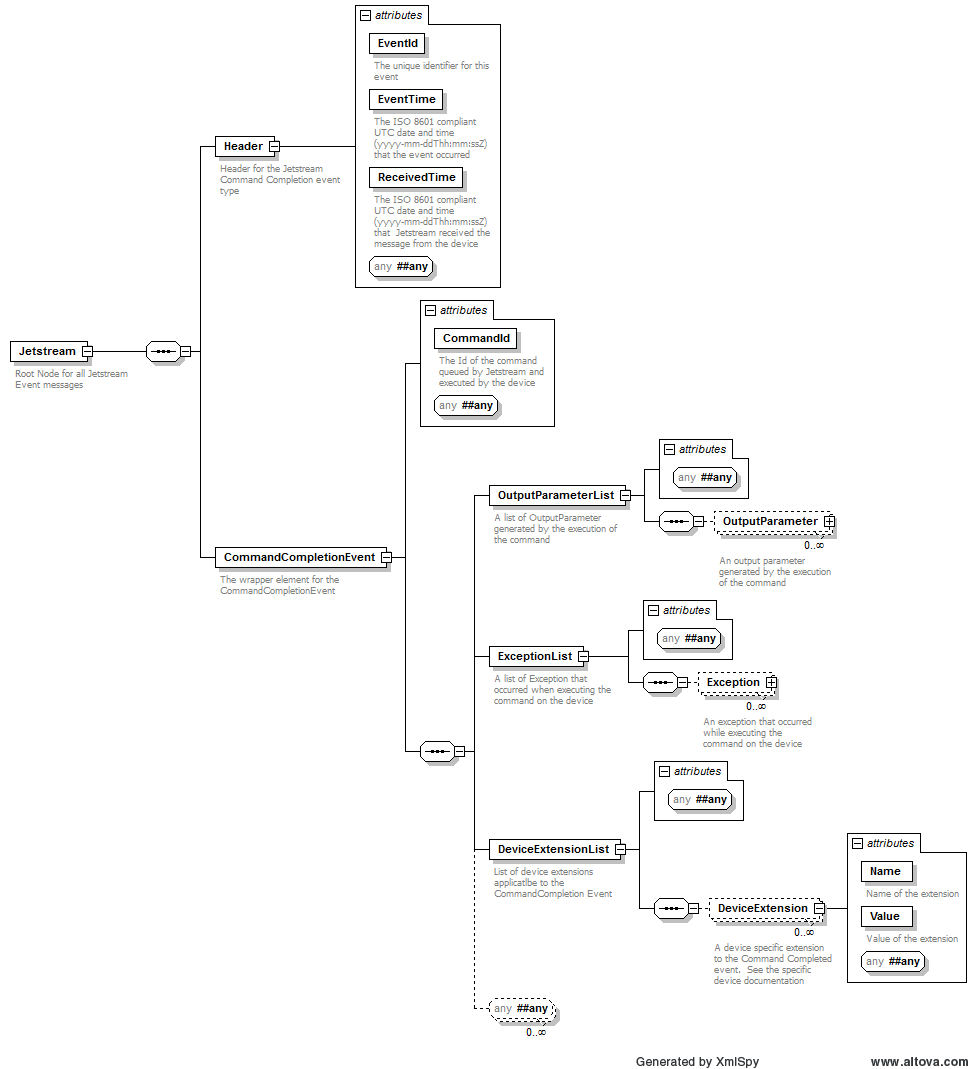 attributes
EventId
The unique identifier for this
event
EventTime
The ISO 8601 compliant
UTC date and time
(yyyy-mm-ddThh:mm:ssZ)
that the event occurred
ReceivedTime
The ISO 8601 compliant
UTC date and time
(yyyy-mm-ddThh:mm:ssZ)
that Jetstream received the
message from the device
any ##any
Header
Header for the Jetstream
Command Completion event
type
Jetstream
Root Node for all Jetstream
Event messages
attributes
CommandId
The Id of the command
queued by Jetstream and
executed by the device
any ##any
CommandCompletionEvent
The wrapper element for the
CommandCompletionEvent
OutputParameterList
A list of OutputParameter
generated by the execution of
the command
attributes
any ##any
OutputParameter
0..∞
An output parameter
generated by the execution
of the command
ExceptionList
A list of Exception that
occurred when executing the
command on the device
attributes
any ##any
Exception
0..∞
An exception that occurred
while executing the
command on the device
DeviceExtensionList
List of device extensions
applicatlbe to the
CommandCompletion Event
attributes
any ##any
DeviceExtension
0..∞
A device specific extension
to the Command Completed
event. See the specific
device documentation
attributes
Name
Name of the extension
Value
Value of the extension
any ##any
any ##any
0..∞
Generated by XmlSpy
www.altova.com